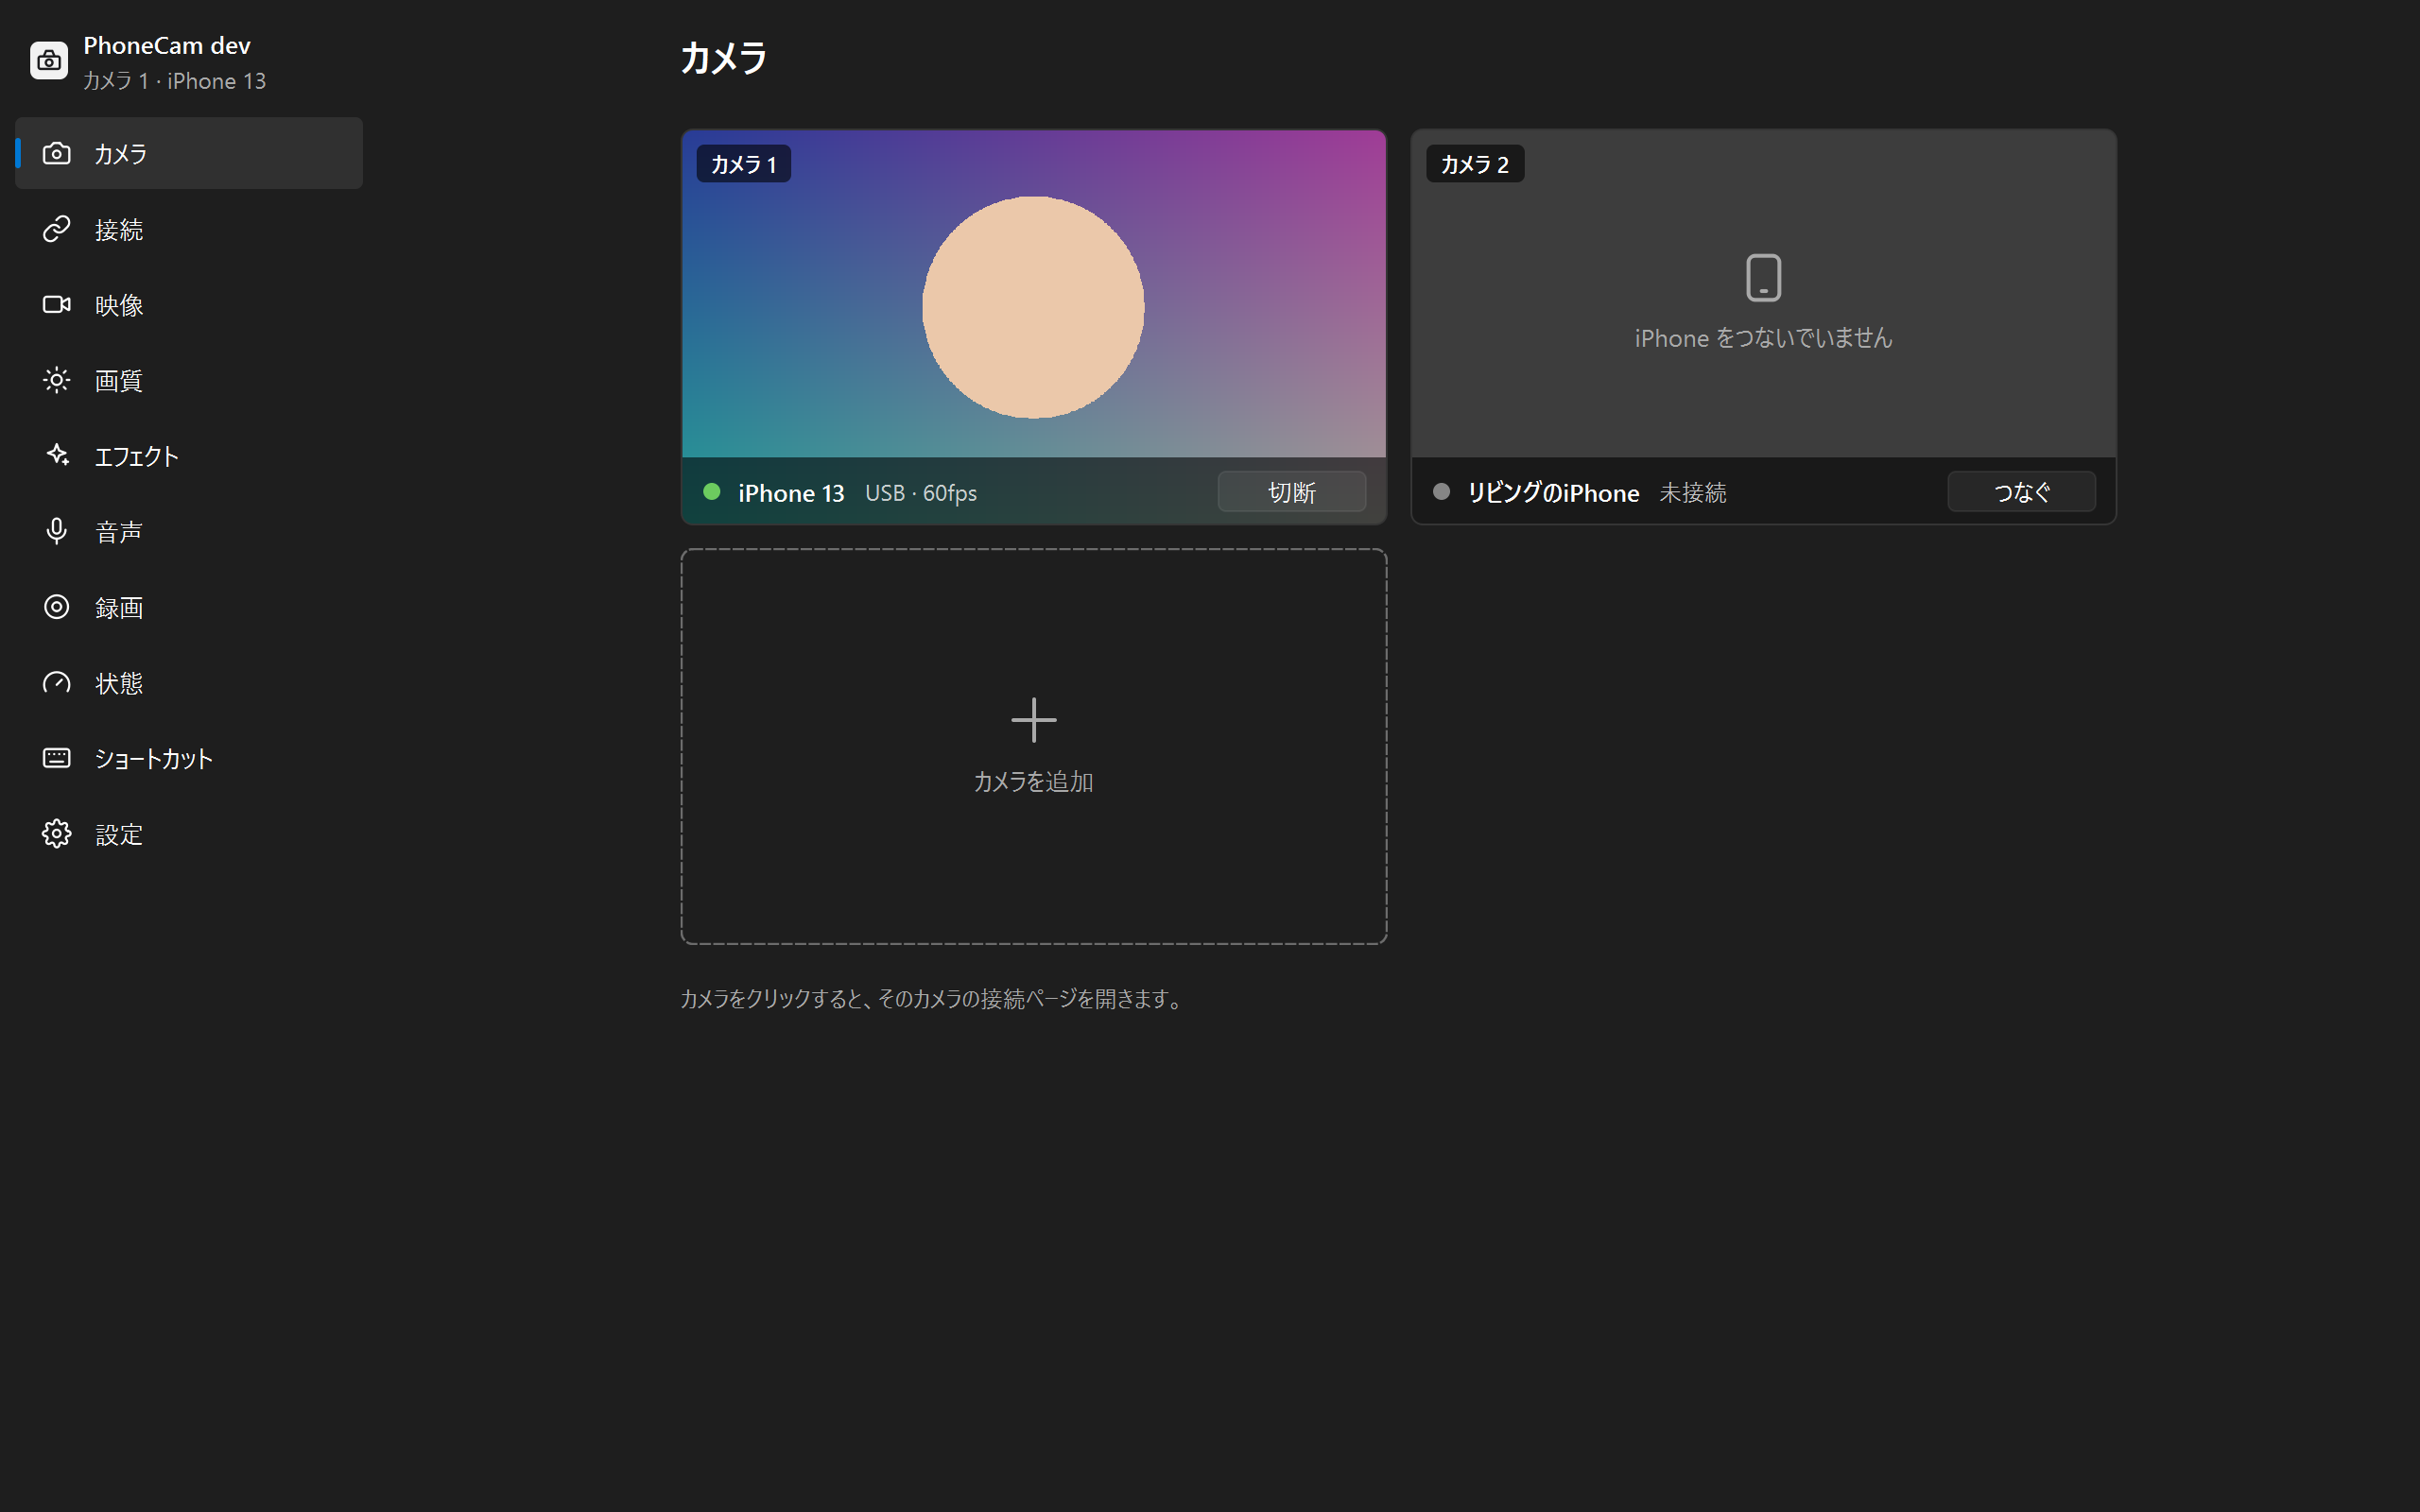 PhoneCam dev
カメラ 1 · iPhone 13
カメラ
接続
映像
画質
エフェクト
音声
録画
状態
ショートカット
設定
カメラ
カメラ 1
iPhone 13 USB · 60fps 切断
カメラ 2
iPhone をつないでいません
リビングのiPhone 未接続 つなぐ
カメラを追加
カメラをクリックすると、そのカメラの接続ページを開きます。